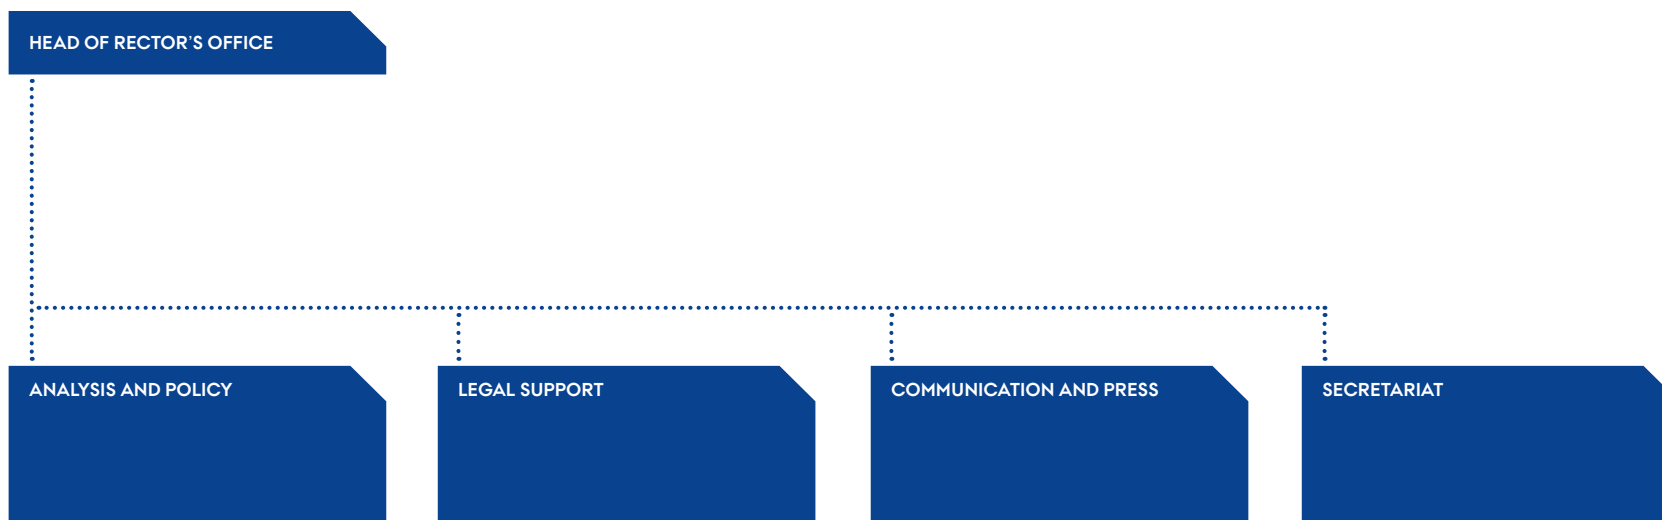 HEAD OF RECTOR’S OFFICE
ANALYSIS AND POLICY
LEGAL SUPPORT
COMMUNICATION AND PRESS
SECRETARIAT